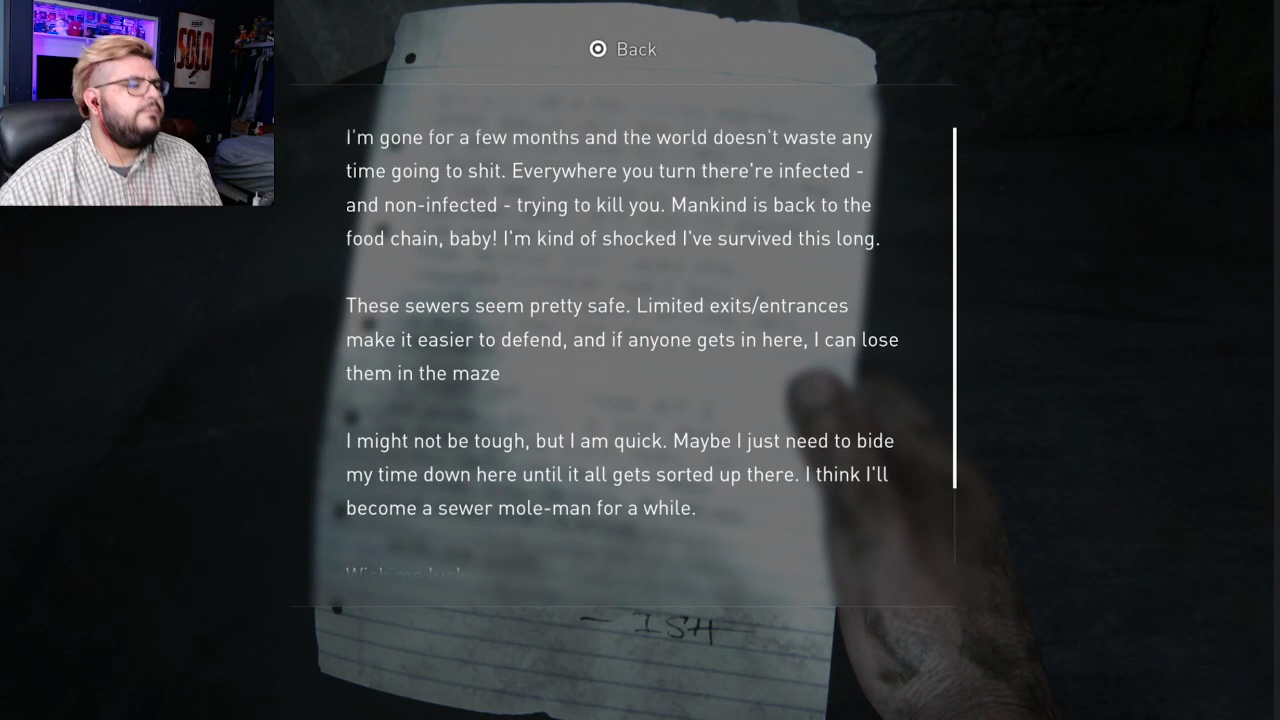 SOLO
Back
I'm gone for a few months and the world doesn't waste any
time going to shit. Everywhere you turn there're infected -
and non-infected - trying to kill you. Mankind is back to the
food chain, baby! I'm kind of shocked I've survived this long.
These sewers seem pretty safe. Limited exits/entrances
make it easier to defend, and if anyone gets in here, I can lose
them in the maze
I might not be tough, but I am quick. Maybe I just need to bide
my time down here until it all gets sorted up there. I think I'll
become a sewer mole-man for a while.
Wish me luck
- ISH